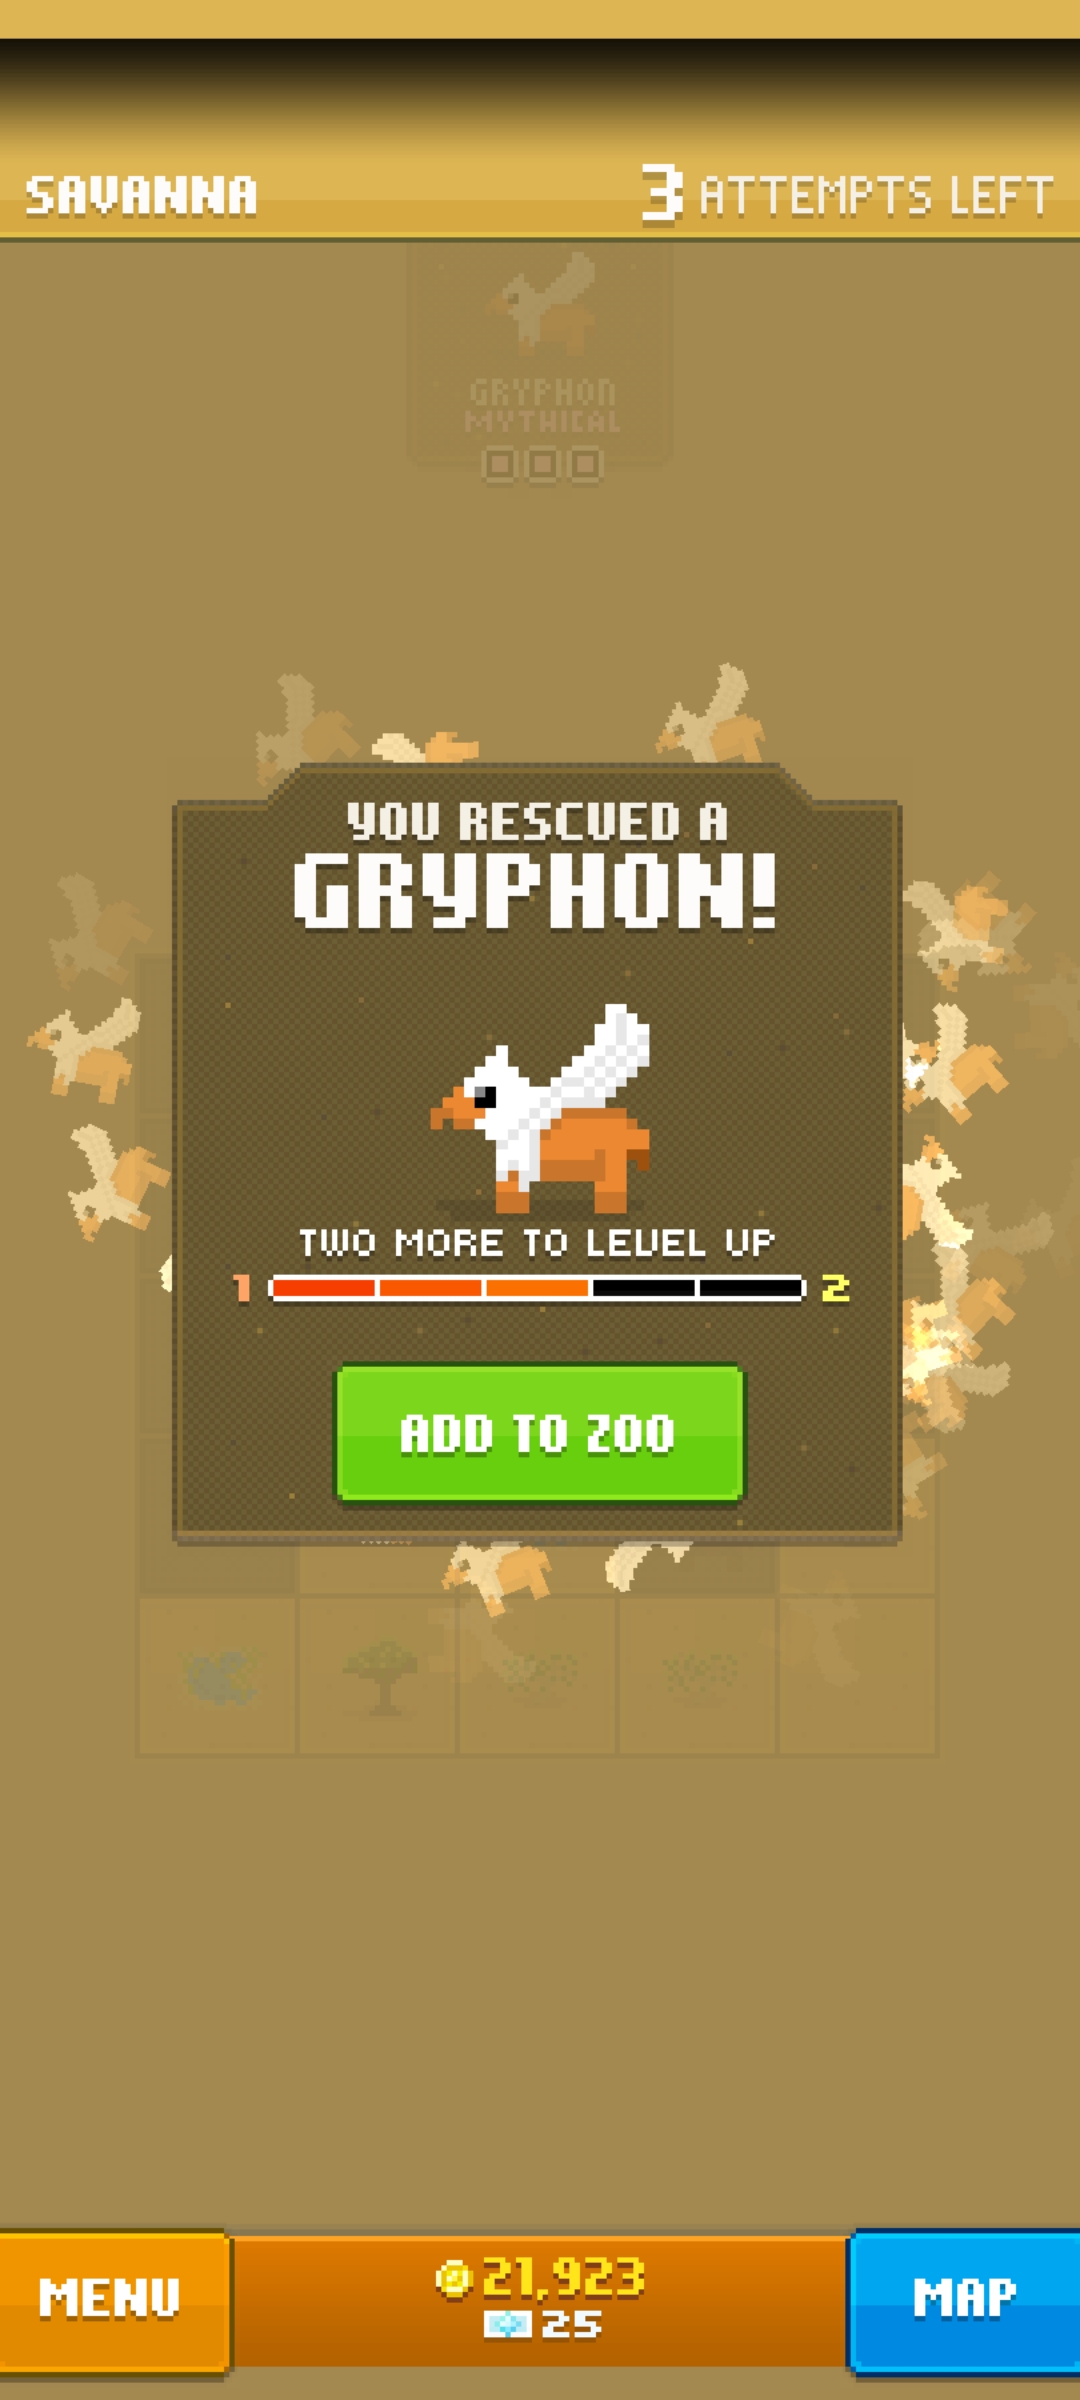 SAVANNA
3 ATTEMPTS LEFT
GRYPHON
MYTHICAL
YOU RESCUED A
GRYPHON!
TWO MORE TO LEVEL UP
1
2
ADD TO ZOO
MENU
21,923
25
MAP